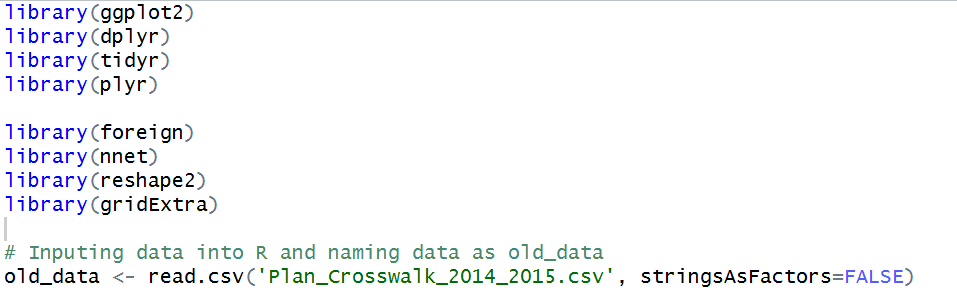 library(ggplot2)
library(dplyr)
library(tidyr)
library(plyr)
library(foreign)
library(nnet)
library(reshape2)
library(gridExtra)
# Inputing data into R and naming data as old_data
old_data <- read.csv('Plan_Crosswalk_2014_2015.csv', stringsAsFactors=FALSE)